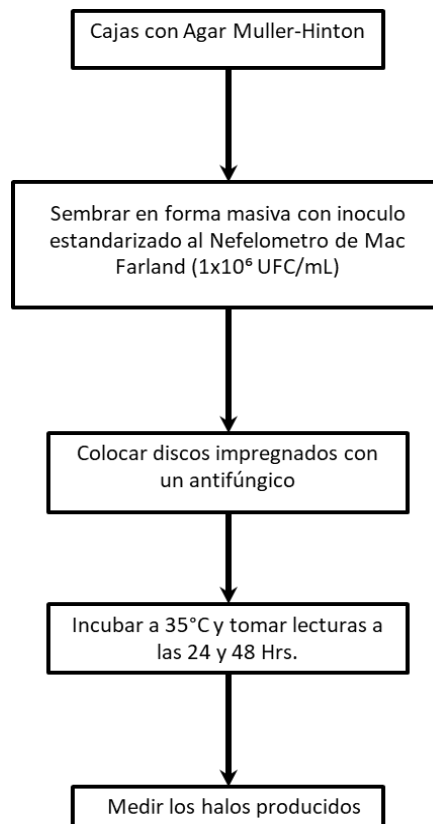 Cajas con Agar Muller-Hinton
Sembrar en forma masiva con inoculo
estandarizado al Nefelometro de Mac
Farland (1x10⁶ UFC/mL)
Colocar discos impregnados con
un antifúngico
Incubar a 35°C y tomar lecturas a
las 24 y 48 Hrs.
Medir los halos producidos